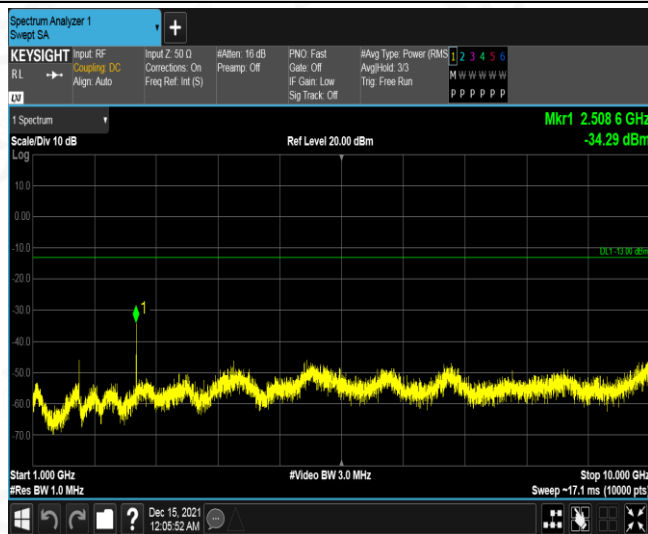 Spectrum Analyzer 1
Swept SA
+
KEYSIGHT
RL
Input: RF
Coupling: DC
Align: Auto
Input Z: 50 Ω
Corrections: On
Freq Ref: Int (S)
#Atten: 16 dB
Preamp: Off
PNO: Fast
Gate: Off
IF Gain: Low
Sig Track: Off
#Avg Type: Power (RMS
Avg|Hold: 3/3
Trig: Free Run
1 2 3 4 5 6
M W W W W W
P P P P P P
LXI
1 Spectrum
Mkr1 2.508 6 GHz
-34.29 dBm
Scale/Div 10 dB
Ref Level 20.00 dBm
Log
10.0
0.00
-10.0
DL1 -13.00 dBm
-20.0
-30.0
1
-40.0
-50.0
-60.0
-70.0
Start 1.000 GHz
#Video BW 3.0 MHz
Stop 10.000 GHz
#Res BW 1.0 MHz
Sweep ~17.1 ms (10000 pts)
?
Dec 15, 2021
12:05:52 AM